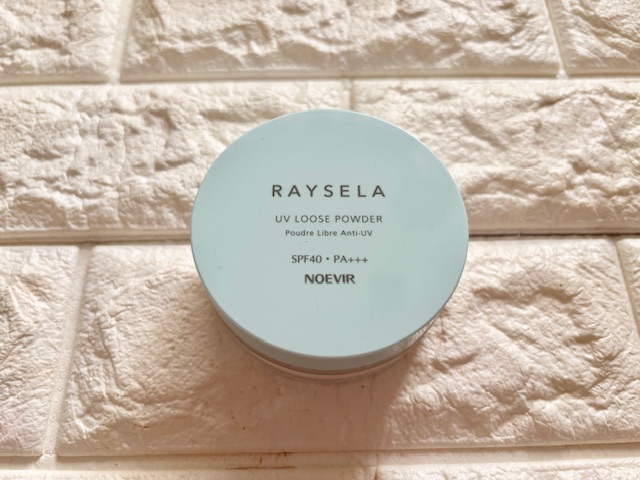 RAYSELA
UV LOOSE POWDER
Poudre Libre Anti-UV
SPF40・PA+++
NOEVIR